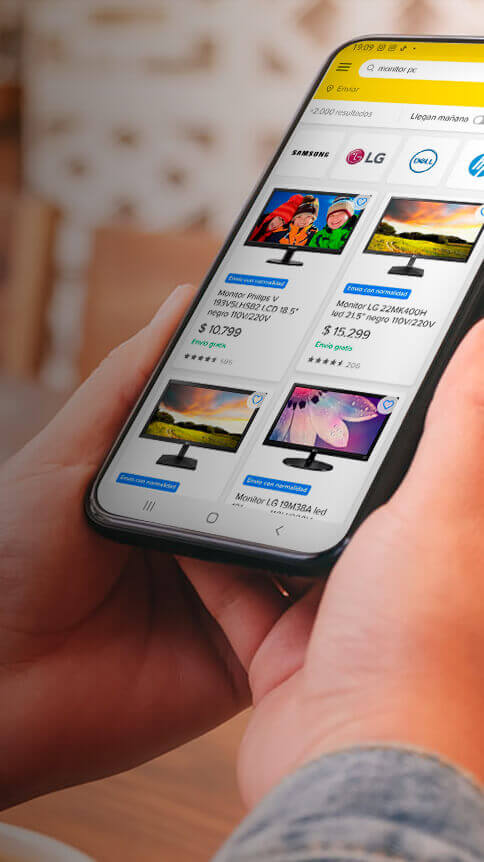 19:09
monitor pc
Enviar
+2.000 resultados
Llegan mañana
SAMSUNG
LG
DELL
hp
Envío con normalidad
Monitor Philips V
193V5LHSB2 LCD 18.5"
negro 110V/220V
$ 10.799
Envío gratis
Envío con normalidad
Monitor LG 22MK400H
led 21.5" negro 110V/220V
$ 15.299
Envío gratis
206
Envío con normalidad
Envío con normalidad
Monitor LG 19M38A led